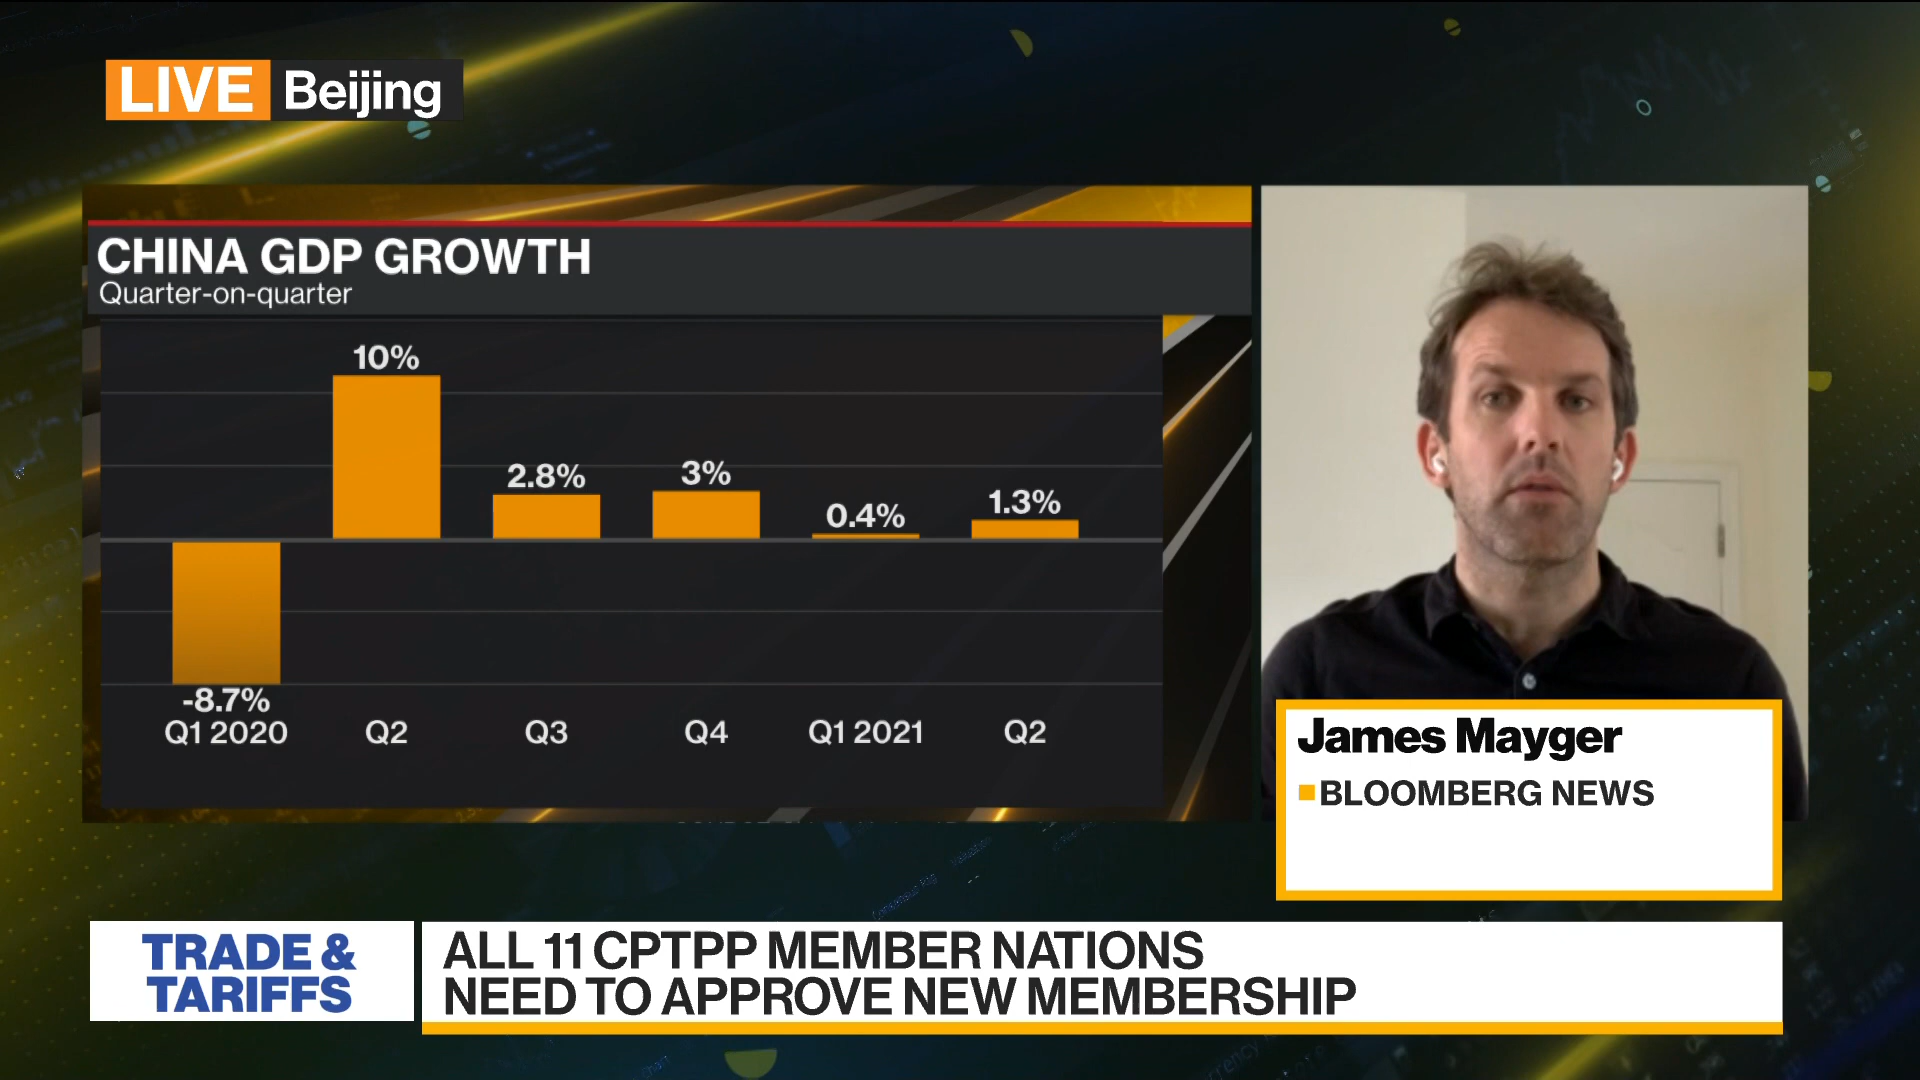 LIVE Beijing
CHINA GDP GROWTH
Quarter-on-quarter
10%
2.8%
3%
0.4%
1.3%
-8.7%
Q1 2020 Q2 Q3 Q4 Q1 2021 Q2
James Mayger
BLOOMBERG NEWS
TRADE &
TARIFFS
ALL 11 CPTPP MEMBER NATIONS
NEED TO APPROVE NEW MEMBERSHIP